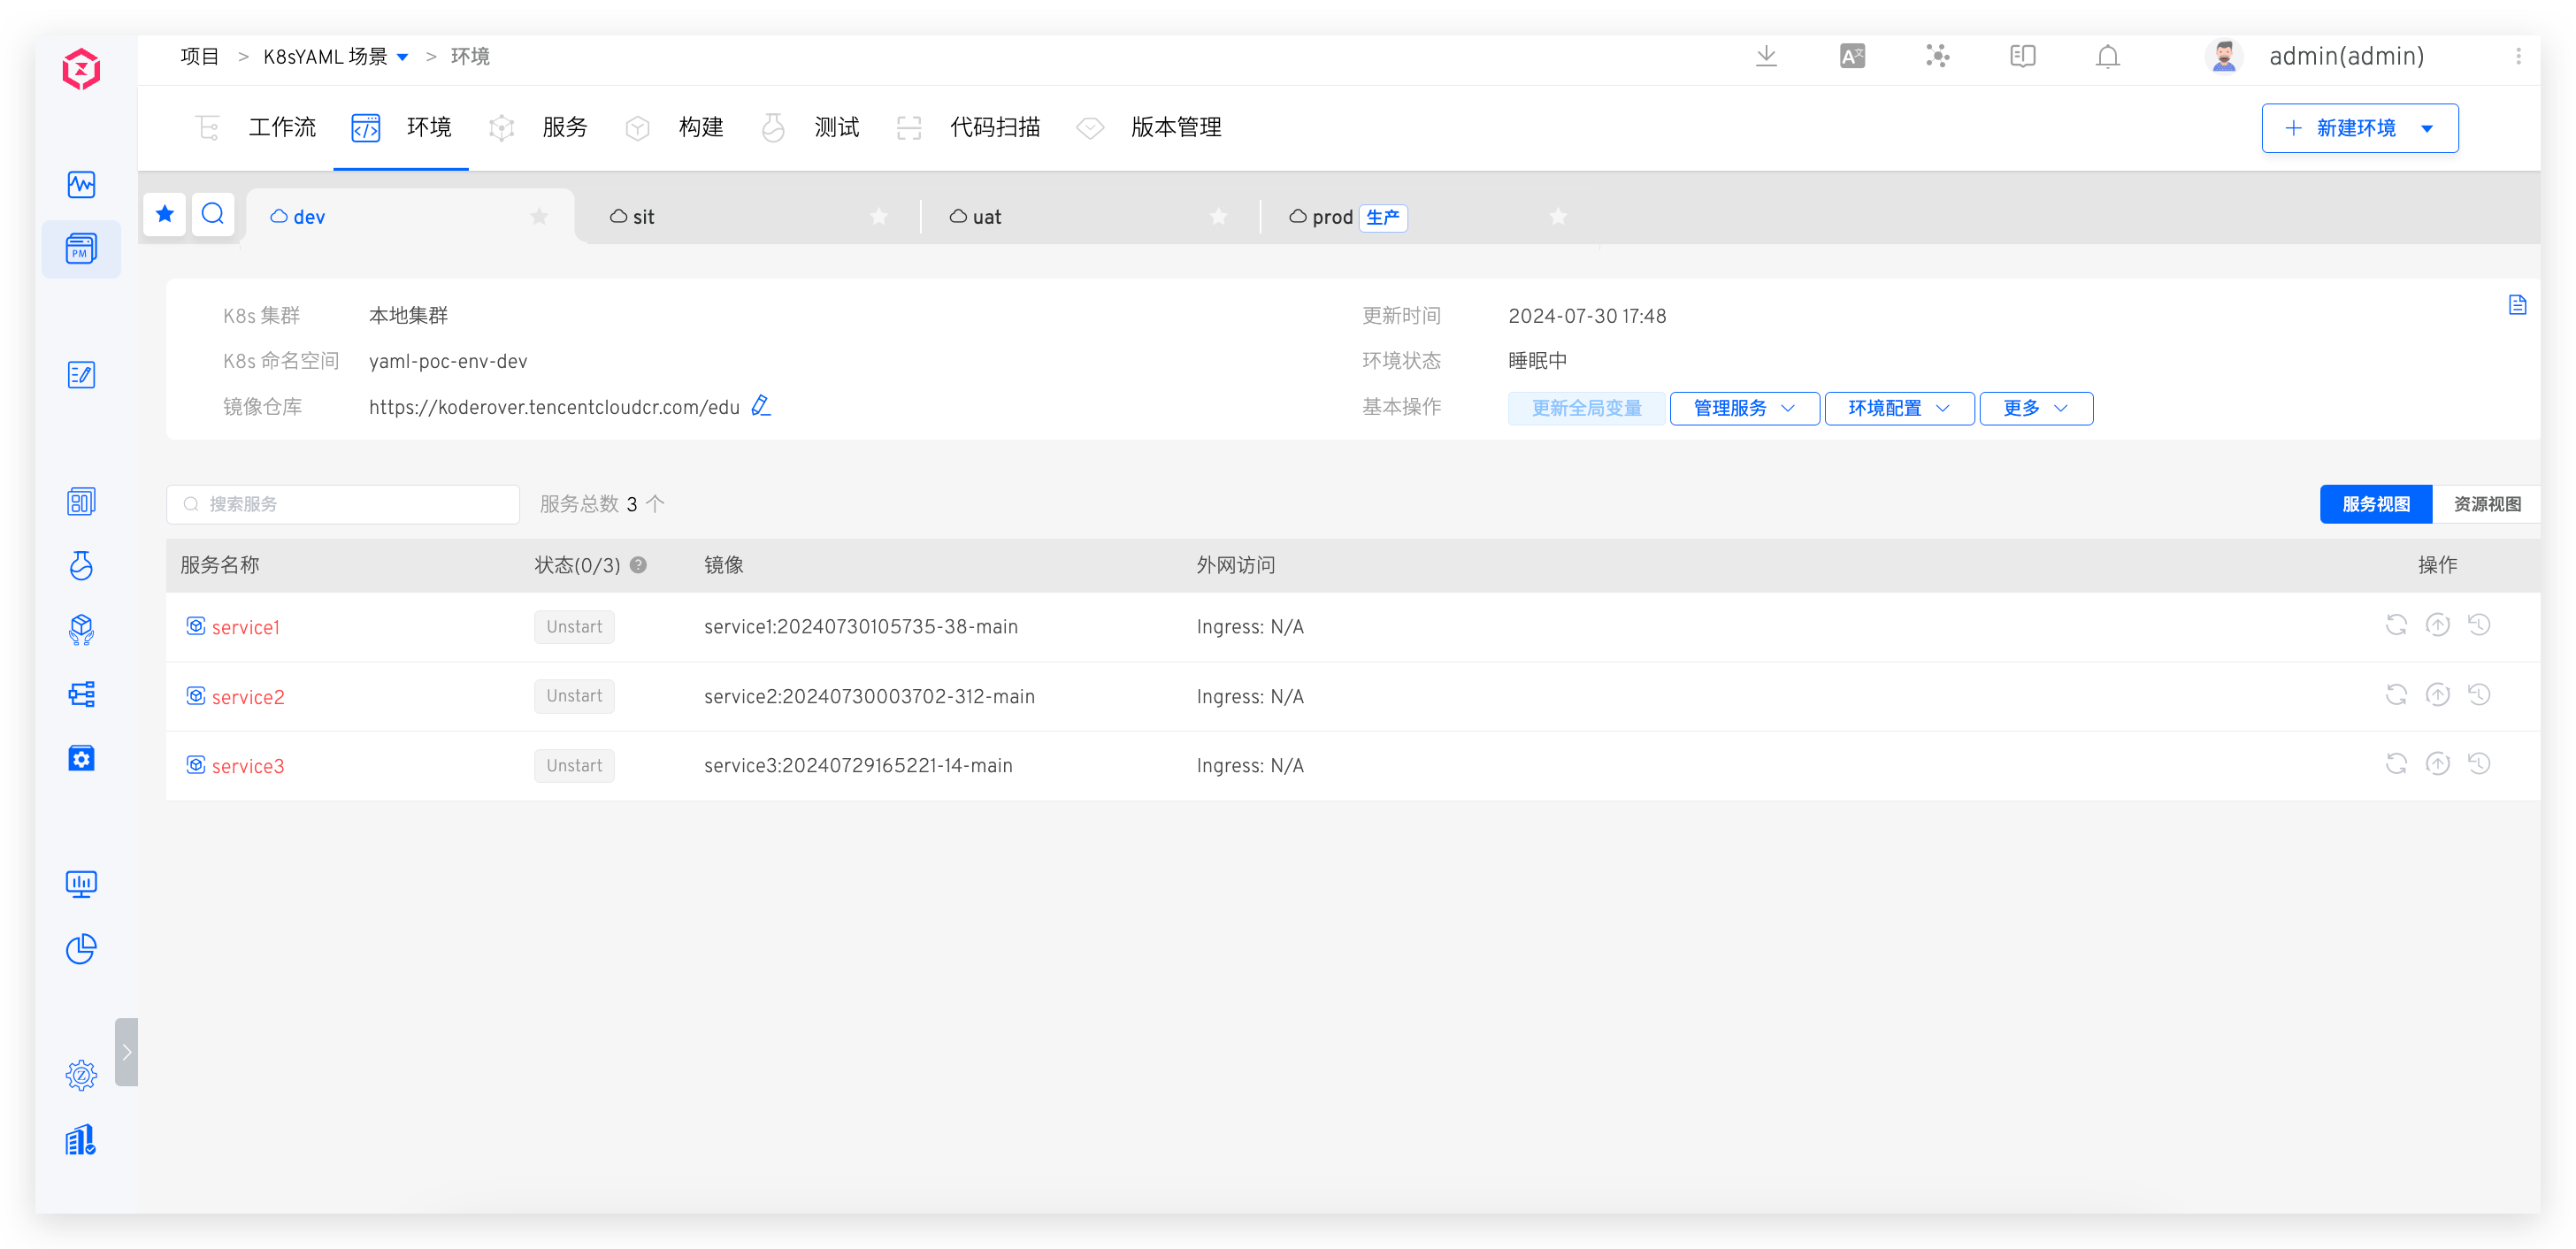 项目 > K8sYAML 场景 > 环境
admin(admin)
工作流 环境 服务 构建 测试 代码扫描 版本管理
新建环境
PM
dev sit uat prod 生产
K8s 集群 本地集群 更新时间 2024-07-30 17:48
K8s 命名空间 yaml-poc-env-dev 环境状态 睡眠中
镜像仓库 https://koderover.tencentcloudcr.com/edu 基本操作 更新全局变量 管理服务 环境配置 更多
搜索服务 服务总数 3 个 服务视图 资源视图
服务名称 状态(0/3) ? 镜像 外网访问 操作
service1 Unstart service1:20240730105735-38-main Ingress: N/A
service2 Unstart service2:20240730003702-312-main Ingress: N/A
service3 Unstart service3:20240729165221-14-main Ingress: N/A